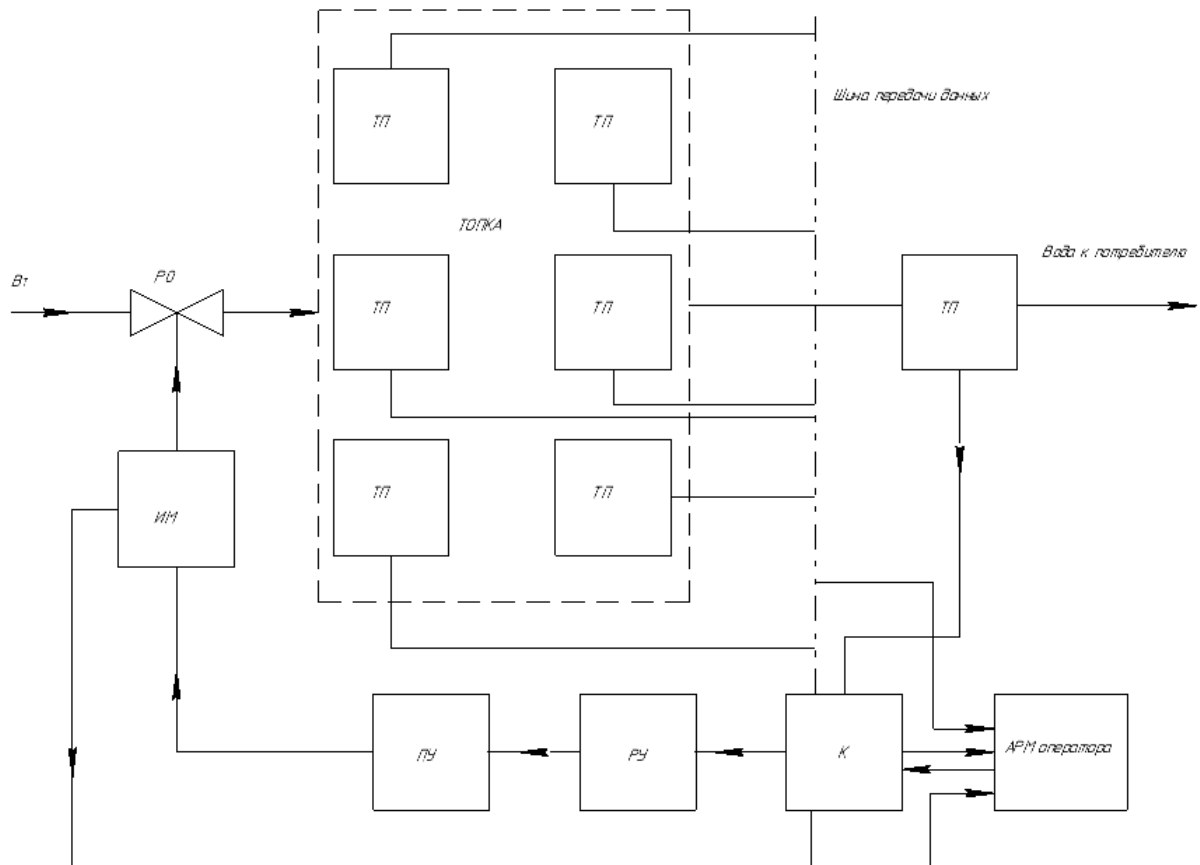 ТП
ТП
Шина передачи данных
ТОПКА
Вт
РО
Вода к потребителю
ТП
ТП
ТП
ТП
ТП
ИМ
ПУ
РУ
К
АРМ оператора